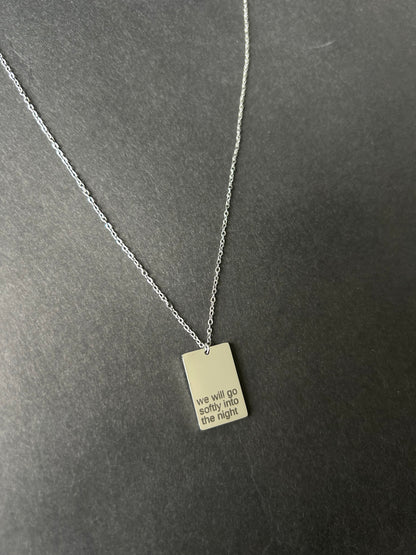 we will go
softly into
the night